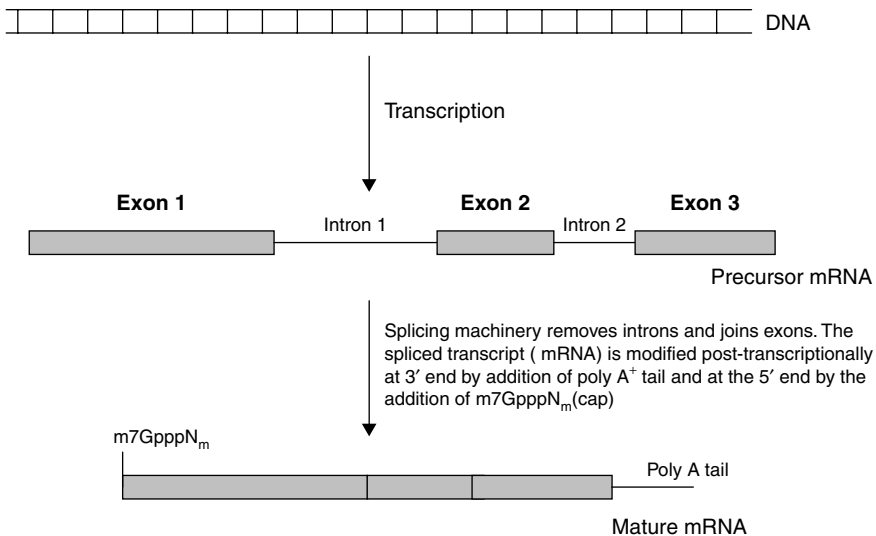 DNA
Transcription
Exon 1
Intron 1
Exon 2
Intron 2
Exon 3
Precursor mRNA
Splicing machinery removes introns and joins exons. The
spliced transcript ( mRNA) is modified post-transcriptionally
at 3′ end by addition of poly A⁺ tail and at the 5′ end by the
addition of m7GpppNₘ(cap)
m7GpppNₘ
Poly A tail
Mature mRNA